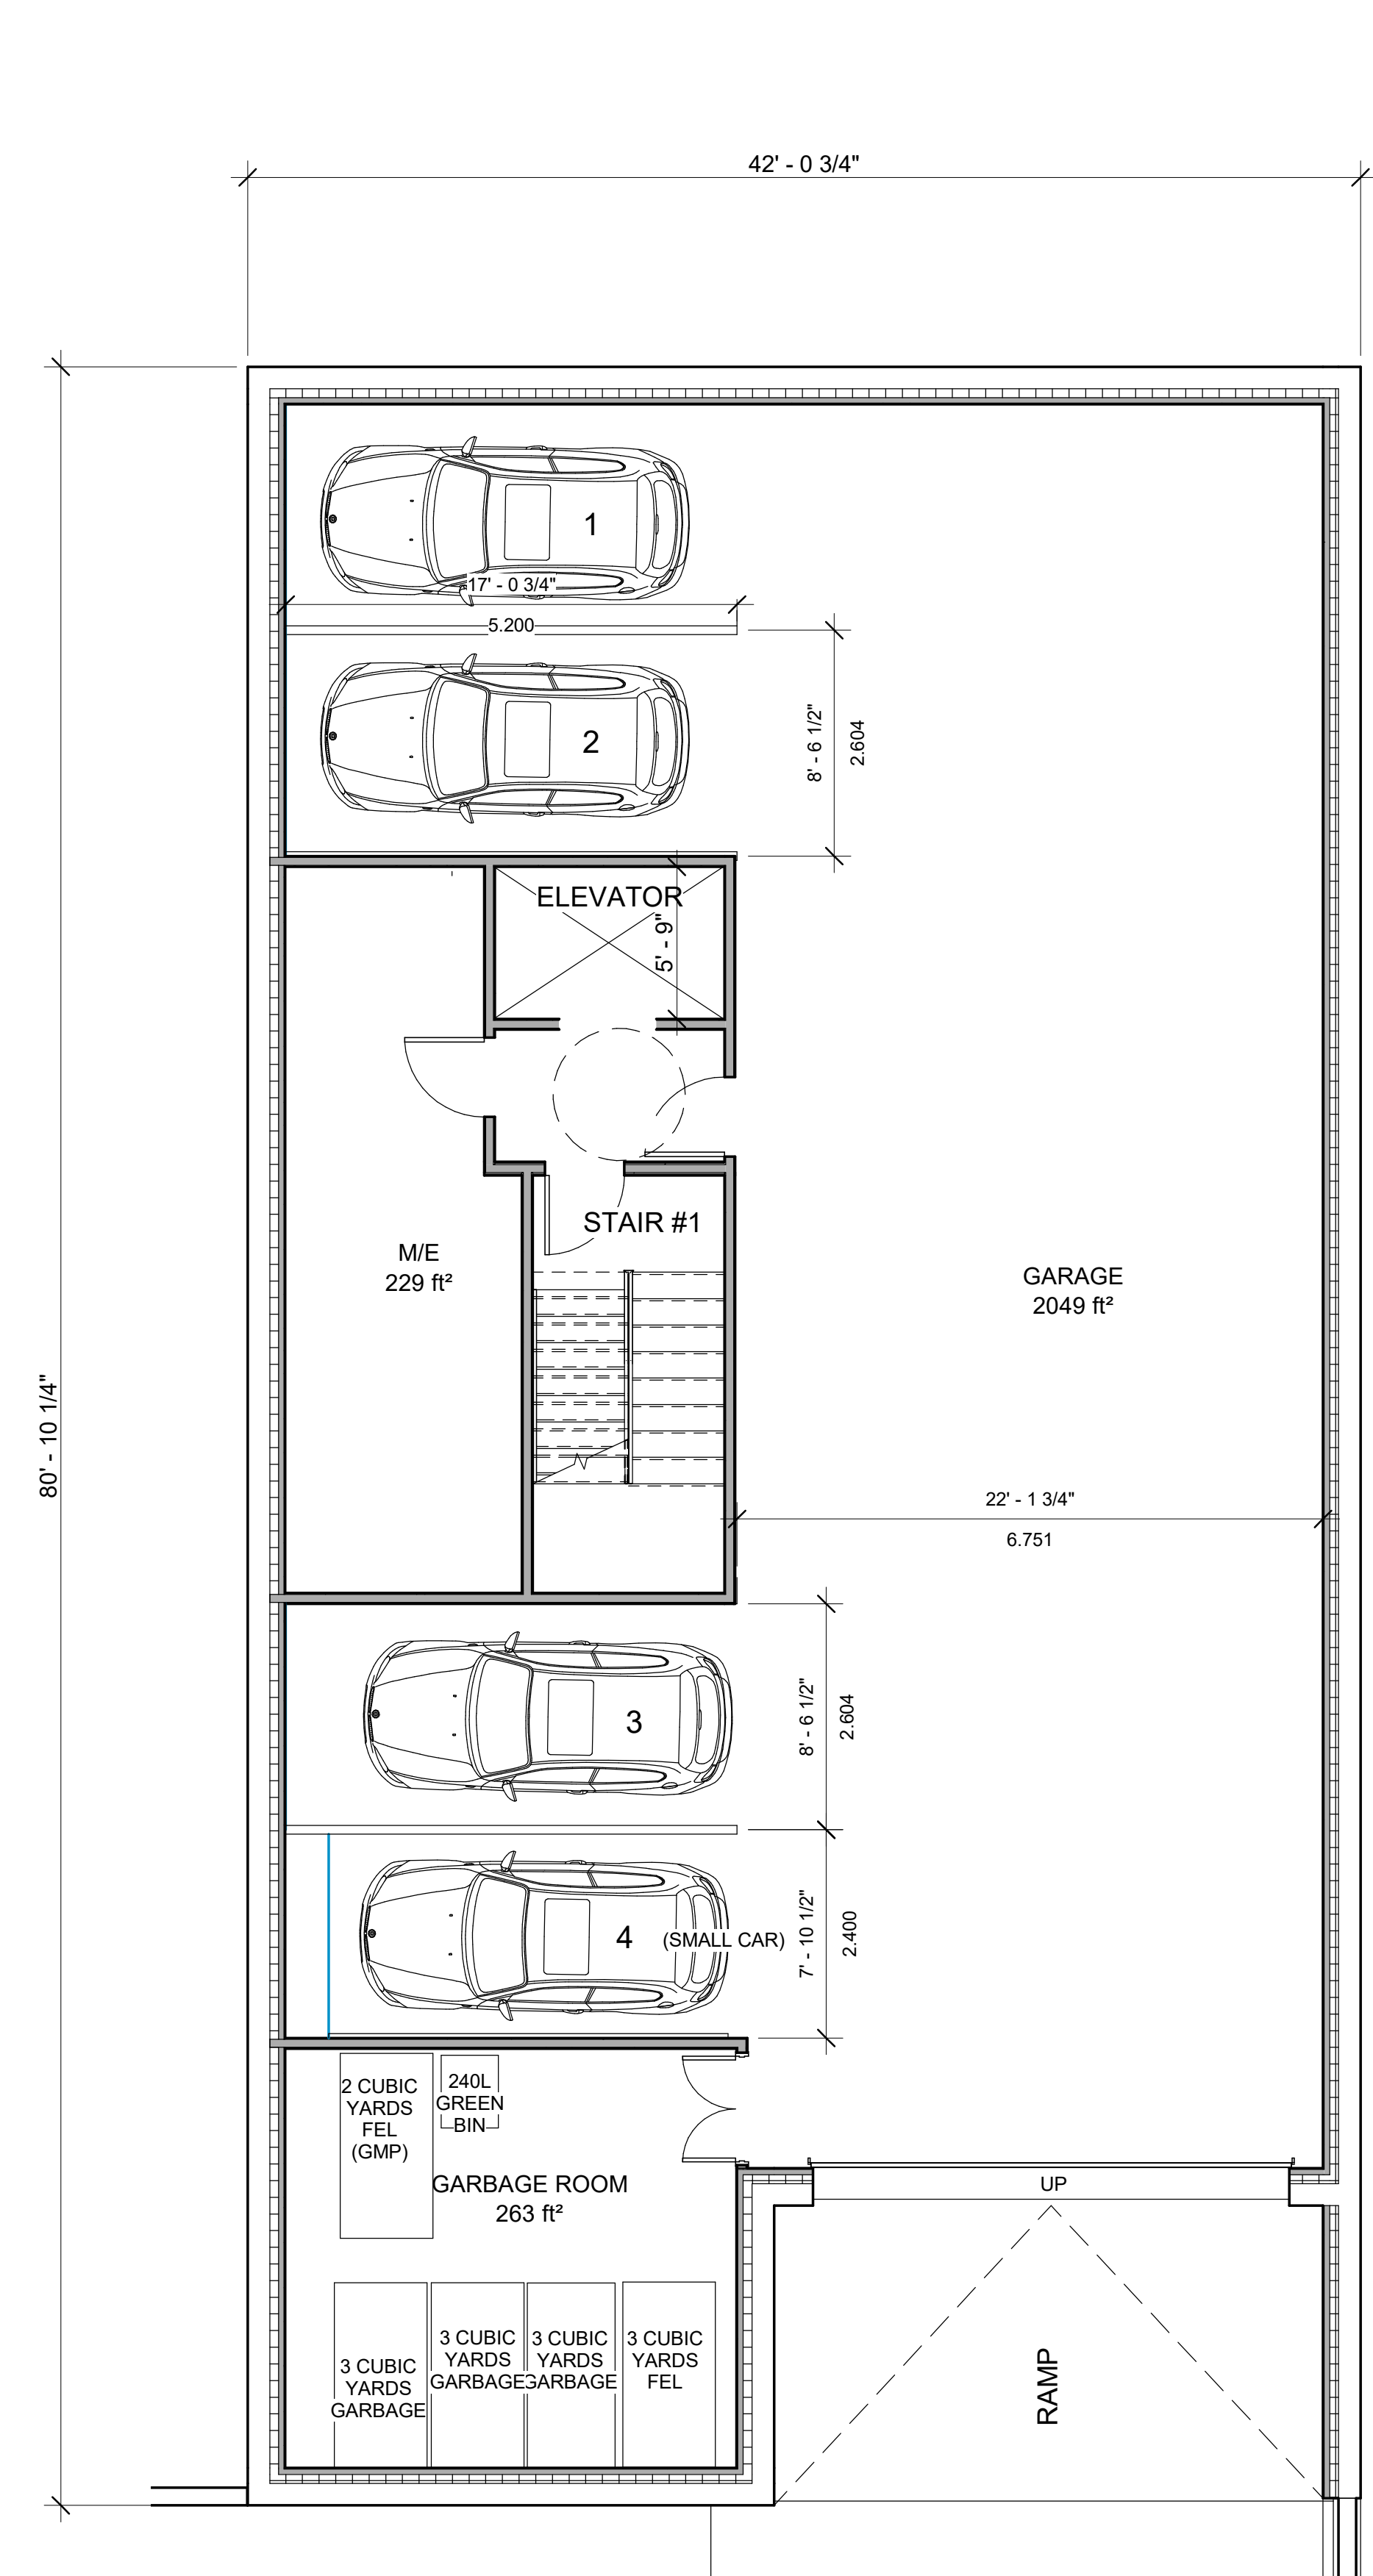 42' - 0 3/4"
1
17' - 0 3/4"
5.200
2
8' - 6 1/2"
2.604
ELEVATOR
5' - 9"
STAIR #1
M/E
229 ft²
GARAGE
2049 ft²
80' - 10 1/4"
22' - 1 3/4"
6.751
3
8' - 6 1/2"
2.604
4
(SMALL CAR)
7' - 10 1/2"
2.400
2 CUBIC
YARDS
FEL
(GMP)
240L
GREEN
BIN
GARBAGE ROOM
263 ft²
UP
3 CUBIC
YARDS
GARBAGE
3 CUBIC
YARDS
GARBAGE
3 CUBIC
YARDS
GARBAGE
3 CUBIC
YARDS
FEL
RAMP